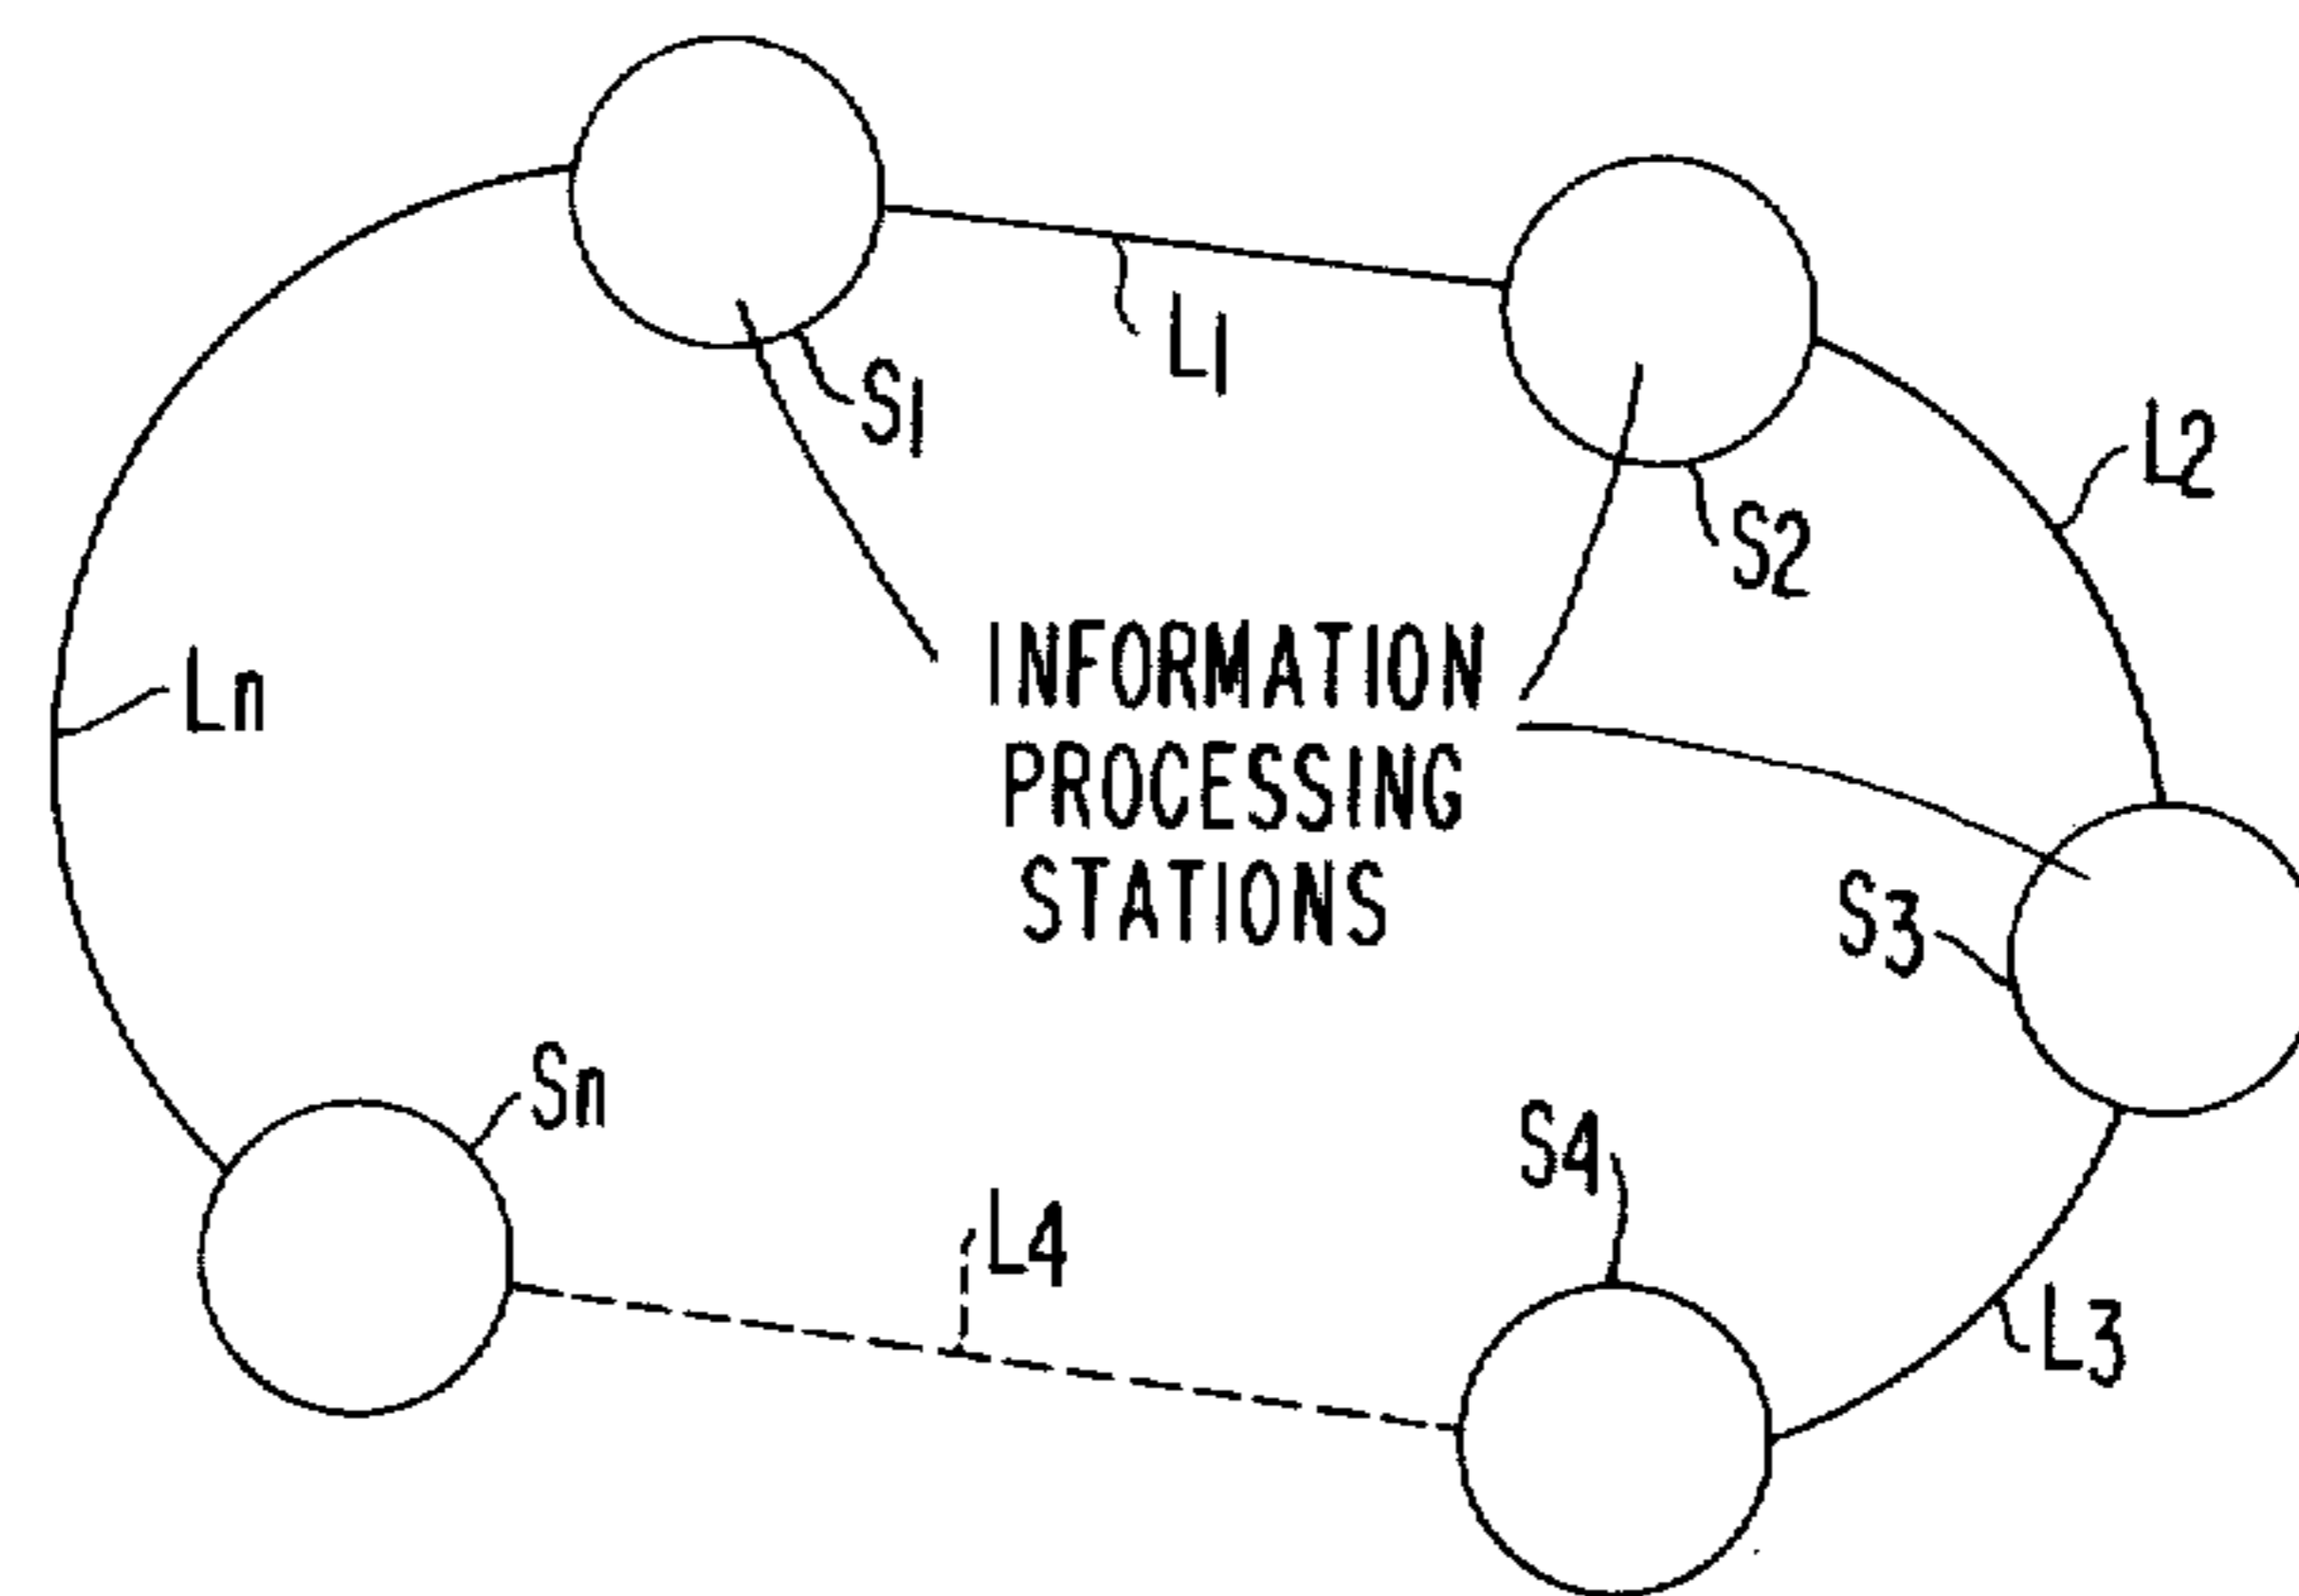 S1
L1
L2
S2
Ln
INFORMATION
PROCESSING
STATIONS
S3
Sn
S4
L4
L3